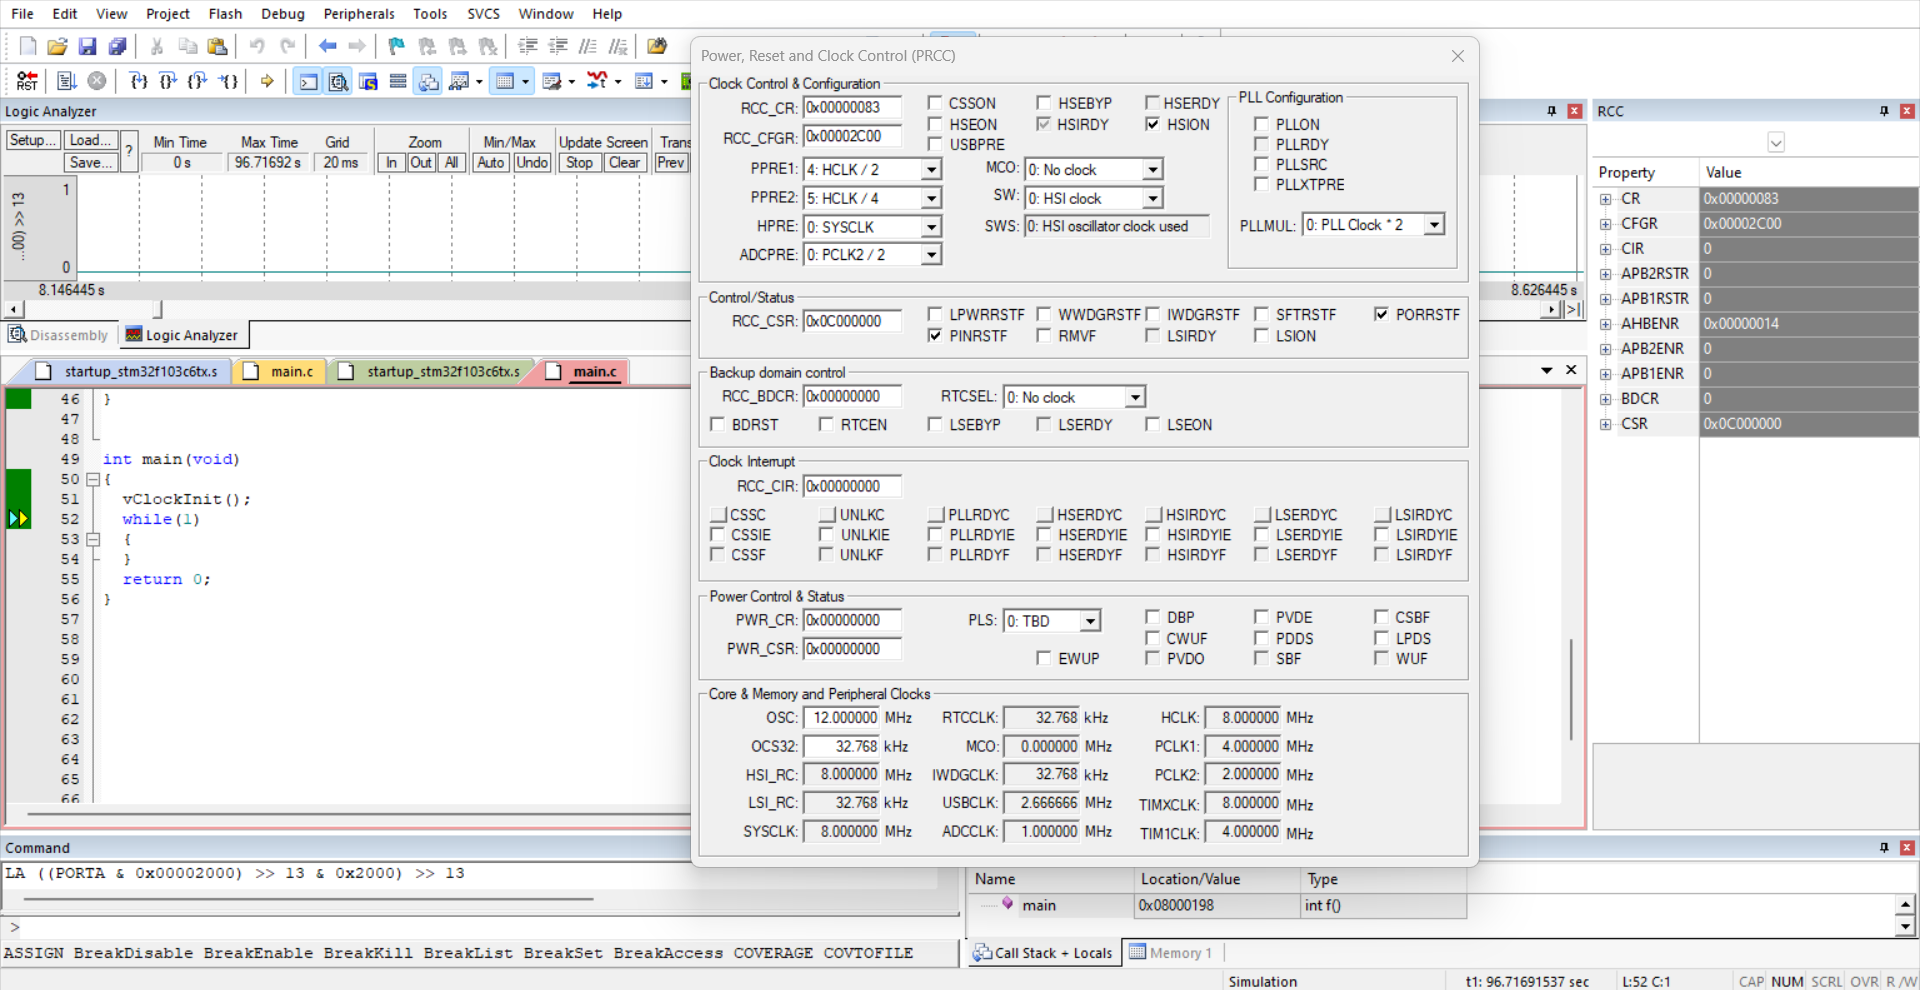 File Edit View Project Flash Debug Peripherals Tools SVCS Window Help
RST
Logic Analyzer
Setup... Load... Save... ? Min Time Max Time Grid Zoom Min/Max Update Screen Trans
0 s 96.71692 s 20 ms In Out All Auto Undo Stop Clear Prev
...00) >> 13
1
0
8.146445 s
8.626445 s
>|
Disassembly Logic Analyzer
startup_stm32f103c6tx.s main.c startup_stm32f103c6tx.s main.c
46 }
47
48
49 int main(void)
50 {
51 vClockInit();
52 while(1)
53 {
54 }
55 return 0;
56 }
57
58
59
60
61
62
63
64
65
66
Command
LA ((PORTA & 0x00002000) >> 13 & 0x2000) >> 13
>
ASSIGN BreakDisable BreakEnable BreakKill BreakList BreakSet BreakAccess COVERAGE COVTOFILE
Power, Reset and Clock Control (PRCC)
Clock Control & Configuration
RCC_CR: 0x00000083 CSSON HSEBYP HSERDY
RCC_CFGR: 0x00002C00 HSEON HSIRDY HSION
USBPRE
PPRE1: 4: HCLK / 2 MCO: 0: No clock
PPRE2: 5: HCLK / 4 SW: 0: HSI clock
HPRE: 0: SYSCLK SWS: 0: HSI oscillator clock used
ADCPRE: 0: PCLK2 / 2
PLL Configuration
PLLON
PLLRDY
PLLSRC
PLLXTPRE
PLLMUL: 0: PLL Clock * 2
Control/Status
RCC_CSR: 0x0C000000 LPWRRSTF WWDGRSTF IWDGRSTF SFTRSTF PORRSTF
PINRSTF RMVF LSIRDY LSION
Backup domain control
RCC_BDCR: 0x00000000 RTCSEL: 0: No clock
BDRST RTCEN LSEBYP LSERDY LSEON
Clock Interrupt
RCC_CIR: 0x00000000
CSSC UNLKC PLLRDYC HSERDYC HSIRDYC LSERDYC LSIRDYC
CSSIE UNLKIE PLLRDYIE HSERDYIE HSIRDYIE LSERDYIE LSIRDYIE
CSSF UNLKF PLLRDYF HSERDYF HSIRDYF LSERDYF LSIRDYF
Power Control & Status
PWR_CR: 0x00000000 PLS: 0: TBD DBP PVDE CSBF
CWUF PDDS LPDS
PWR_CSR: 0x00000000 EWUP PVDO SBF WUF
Core & Memory and Peripheral Clocks
OSC: 12.000000 MHz RTCCLK: 32.768 kHz HCLK: 8.000000 MHz
OCS32: 32.768 kHz MCO: 0.000000 MHz PCLK1: 4.000000 MHz
HSI_RC: 8.000000 MHz IWDGCLK: 32.768 kHz PCLK2: 2.000000 MHz
LSI_RC: 32.768 kHz USBCLK: 2.666666 MHz TIMXCLK: 8.000000 MHz
SYSCLK: 8.000000 MHz ADCCLK: 1.000000 MHz TIM1CLK: 4.000000 MHz
RCC
Property Value
CR 0x00000083
CFGR 0x00002C00
CIR 0
APB2RSTR 0
APB1RSTR 0
AHBENR 0x00000014
APB2ENR 0
APB1ENR 0
BDCR 0
CSR 0x0C000000
Name Location/Value Type
main 0x08000198 int f()
Call Stack + Locals Memory 1
Simulation t1: 96.71691537 sec L:52 C:1 CAP NUM SCRL OVR R/W